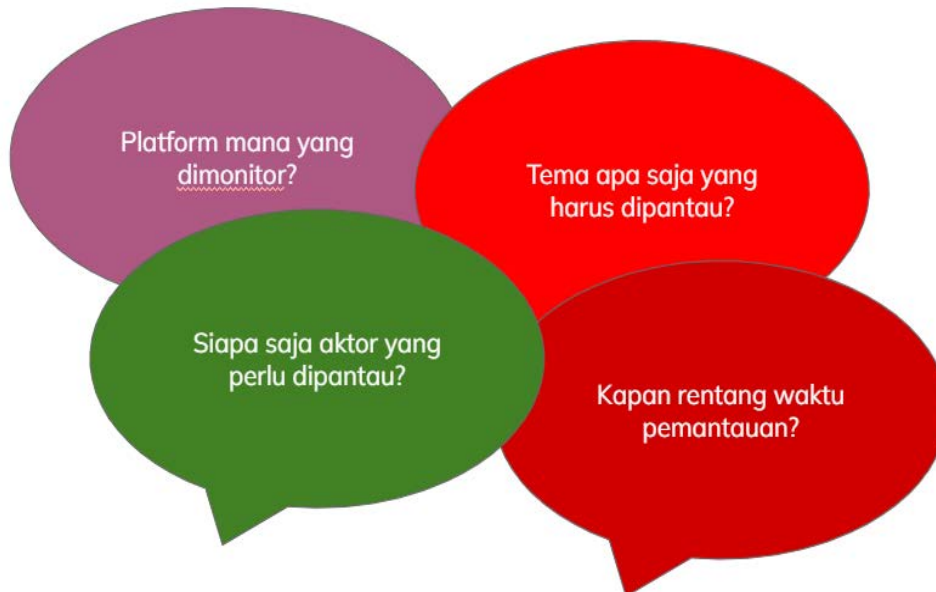 Platform mana yang
dimonitor?
Tema apa saja yang
harus dipantau?
Siapa saja aktor yang
perlu dipantau?
Kapan rentang waktu
pemantauan?